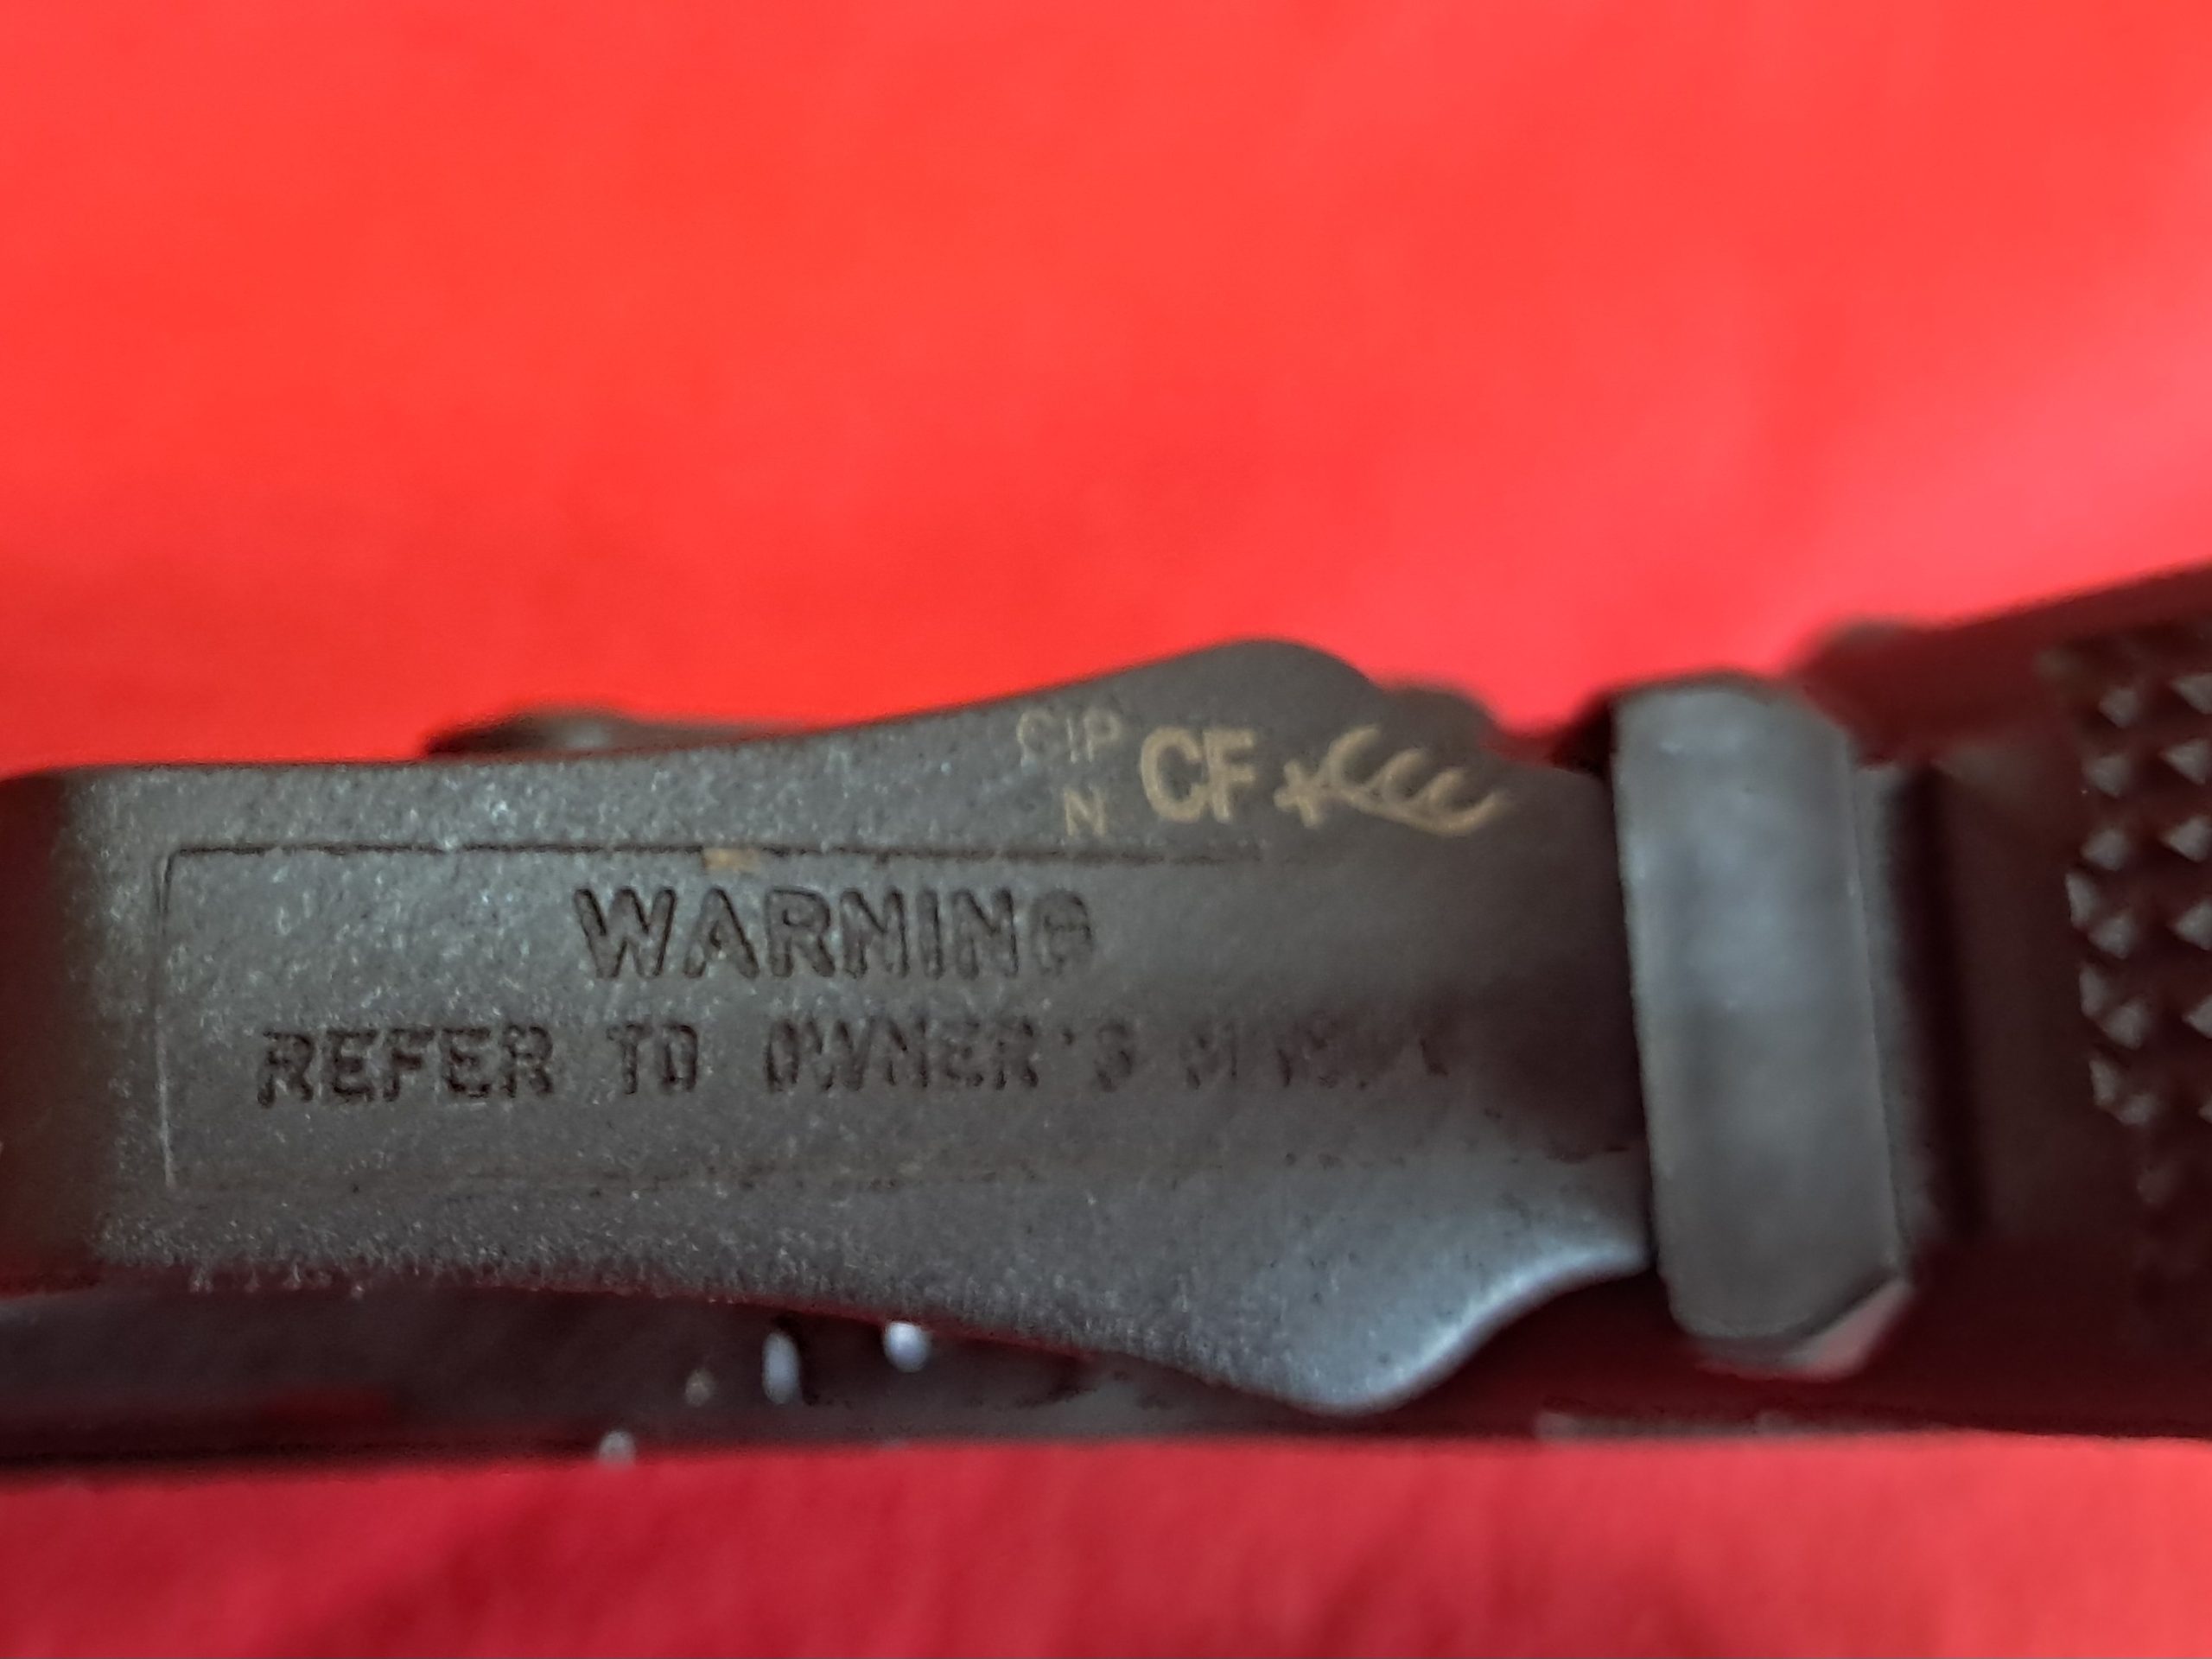 CIP
N
CF
WARNING
REFER TO OWNER'S